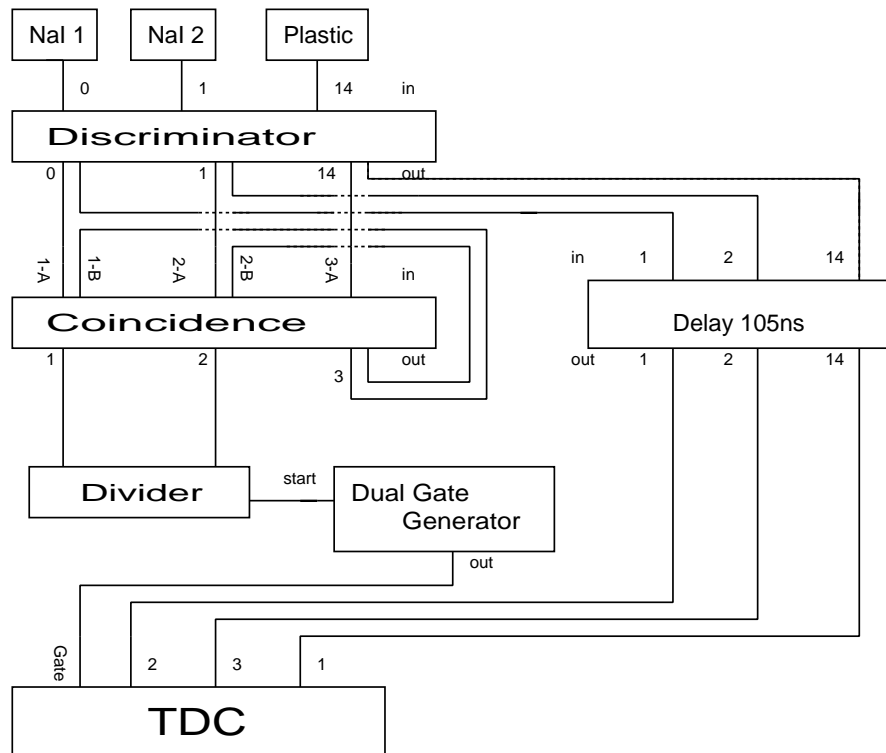 NaI 1 NaI 2 Plastic
0 1 14 in
Discriminator
0 1 14 out
1-A 1-B 2-A 2-B 3-A in
in 1 2 14
Coincidence
Delay 105ns
1 2 3 out
out 1 2 14
Divider
start
Dual Gate
Generator
out
Gate 2 3 1
TDC